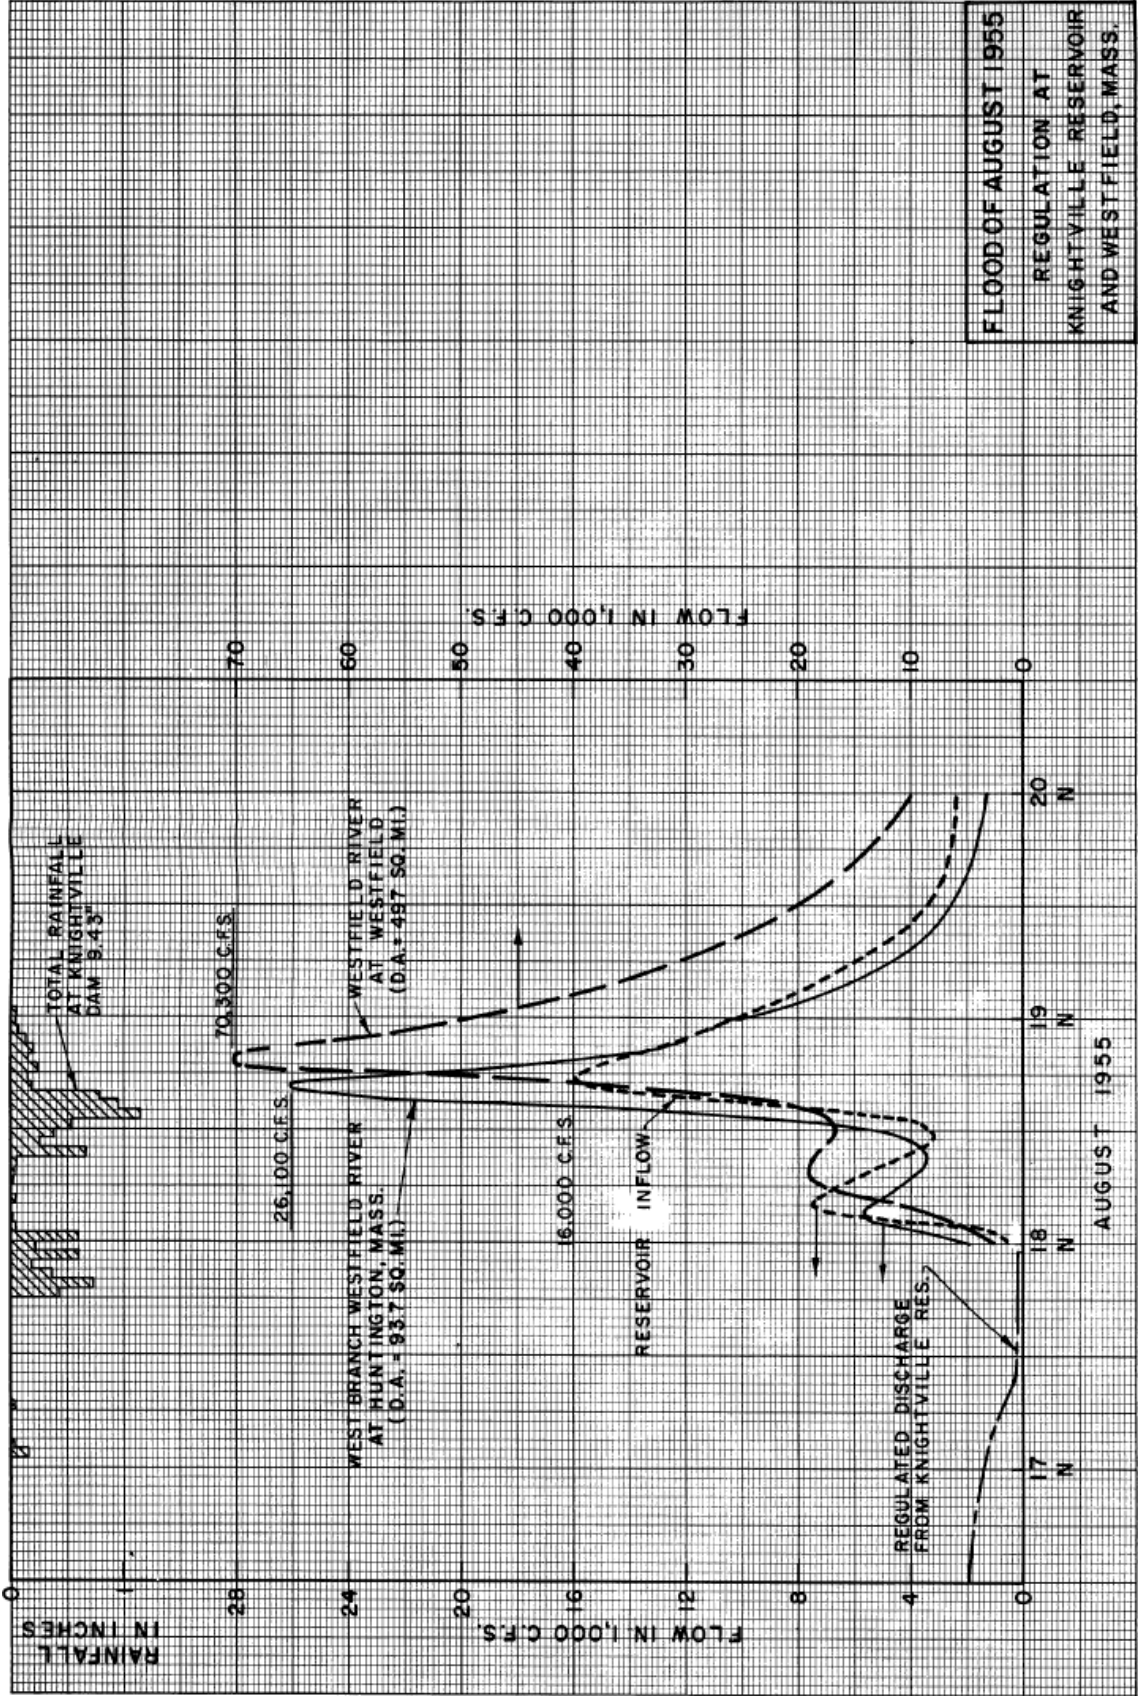 RAINFALL
IN INCHES
0
1
TOTAL RAINFALL
AT KNIGHTVILLE
DAM 9.43"
28
24
20
16
12
8
4
0
FLOW IN 1,000 C.F.S.
70
60
50
40
30
20
10
0
FLOW IN 1,000 C.F.S.
70,300 C.F.S.
26,100 C.F.S.
WESTFIELD RIVER
AT WESTFIELD
(D.A. = 497 SQ. MI.)
WEST BRANCH WESTFIELD RIVER
AT HUNTINGTON, MASS.
(D.A. = 93.7 SQ. MI.)
16,000 C.F.S.
RESERVOIR INFLOW
REGULATED DISCHARGE
FROM KNIGHTVILLE RES.
17
N
18
N
19
N
20
N
AUGUST 1955
FLOOD OF AUGUST 1955
REGULATION AT
KNIGHTVILLE RESERVOIR
AND WESTFIELD, MASS.